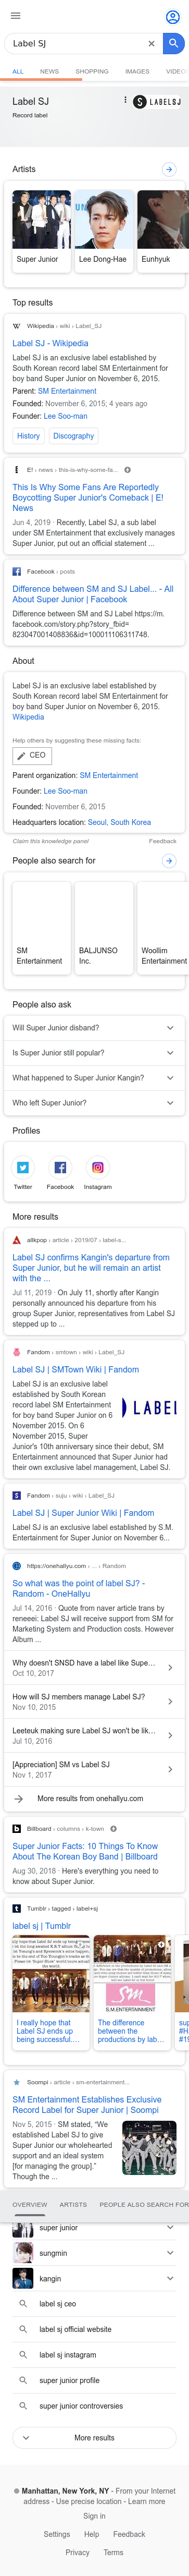 Label SJ
ALL NEWS SHOPPING IMAGES VIDEO
Label SJ
Record label
LABELSJ
Artists
Super Junior
Lee Dong-Hae
Eunhyuk
Top results
Wikipedia › wiki › Label_SJ
Label SJ - Wikipedia
Label SJ is an exclusive label established by
South Korean record label SM Entertainment for
boy band Super Junior on November 6, 2015.
Parent: SM Entertainment
Founded: November 6, 2015; 4 years ago
Founder: Lee Soo-man
History
Discography
E! › news › this-is-why-some-fa...
This Is Why Some Fans Are Reportedly
Boycotting Super Junior's Comeback | E!
News
Jun 4, 2019 · Recently, Label SJ, a sub label
under SM Entertainment that exclusively manages
Super Junior, put out an official statement ...
Facebook › posts
Difference between SM and SJ Label... - All
About Super Junior | Facebook
Difference between SM and SJ Label https://m.
facebook.com/story.php?story_fbid=
823047001408836&id=100011106311748.
About
Label SJ is an exclusive label established by
South Korean record label SM Entertainment for
boy band Super Junior on November 6, 2015.
Wikipedia
Help others by suggesting these missing facts:
CEO
Parent organization: SM Entertainment
Founder: Lee Soo-man
Founded: November 6, 2015
Headquarters location: Seoul, South Korea
Claim this knowledge panel
Feedback
People also search for
SM
Entertainment
BALJUNSO
Inc.
Woollim
Entertainment
People also ask
Will Super Junior disband?
Is Super Junior still popular?
What happened to Super Junior Kangin?
Who left Super Junior?
Profiles
Twitter
Facebook
Instagram
More results
allkpop › article › 2019/07 › label-s...
Label SJ confirms Kangin's departure from
Super Junior, but he will remain an artist
with the ...
Jul 11, 2019 · On July 11, shortly after Kangin
personally announced his departure from his
group Super Junior, representatives from Label SJ
stepped up to ...
Fandom › smtown › wiki › Label_SJ
Label SJ | SMTown Wiki | Fandom
Label SJ is an exclusive label
established by South Korean
record label SM Entertainment
for boy band Super Junior on 6
November 2015. On 6
November 2015, Super
Junior's 10th anniversary since their debut, SM
Entertainment announced that Super Junior had
their own exclusive label management, Label SJ.
LABEL
Fandom › suju › wiki › Label_SJ
Label SJ | Super Junior Wiki | Fandom
Label SJ is an exclusive label established by S.M.
Entertainment for Super Junior on November 6...
https://onehallyu.com › ... › Random
So what was the point of label SJ? -
Random - OneHallyu
Jul 14, 2016 · Quote from naver article trans by
reneeei: Label SJ will receive support from SM for
Marketing System and Production costs. However
Album ...
Why doesn't SNSD have a label like Supe...
Oct 10, 2017
How will SJ members manage Label SJ?
Nov 10, 2015
Leeteuk making sure Label SJ won't be lik...
Jul 10, 2016
[Appreciation] SM vs Label SJ
Nov 1, 2017
More results from onehallyu.com
Billboard › columns › k-town
Super Junior Facts: 10 Things To Know
About The Korean Boy Band | Billboard
Aug 30, 2018 · Here's everything you need to
know about Super Junior.
Tumblr › tagged › label+sj
label sj | Tumblr
I really hope that
Label SJ ends up
being successful....
S.M.ENTERTAINMENT
The difference
between the
productions by lab...
Soompi › article › sm-entertainment...
SM Entertainment Establishes Exclusive
Record Label for Super Junior | Soompi
Nov 5, 2015 · SM stated, “We
established Label SJ to give
Super Junior our wholehearted
support and an ideal system
[for managing the group].”
Though the ...
OVERVIEW ARTISTS PEOPLE ALSO SEARCH FOR
super junior
sungmin
kangin
label sj ceo
label sj official website
label sj instagram
super junior profile
super junior controversies
More results
Manhattan, New York, NY - From your Internet
address - Use precise location - Learn more
Sign in
Settings Help Feedback
Privacy Terms